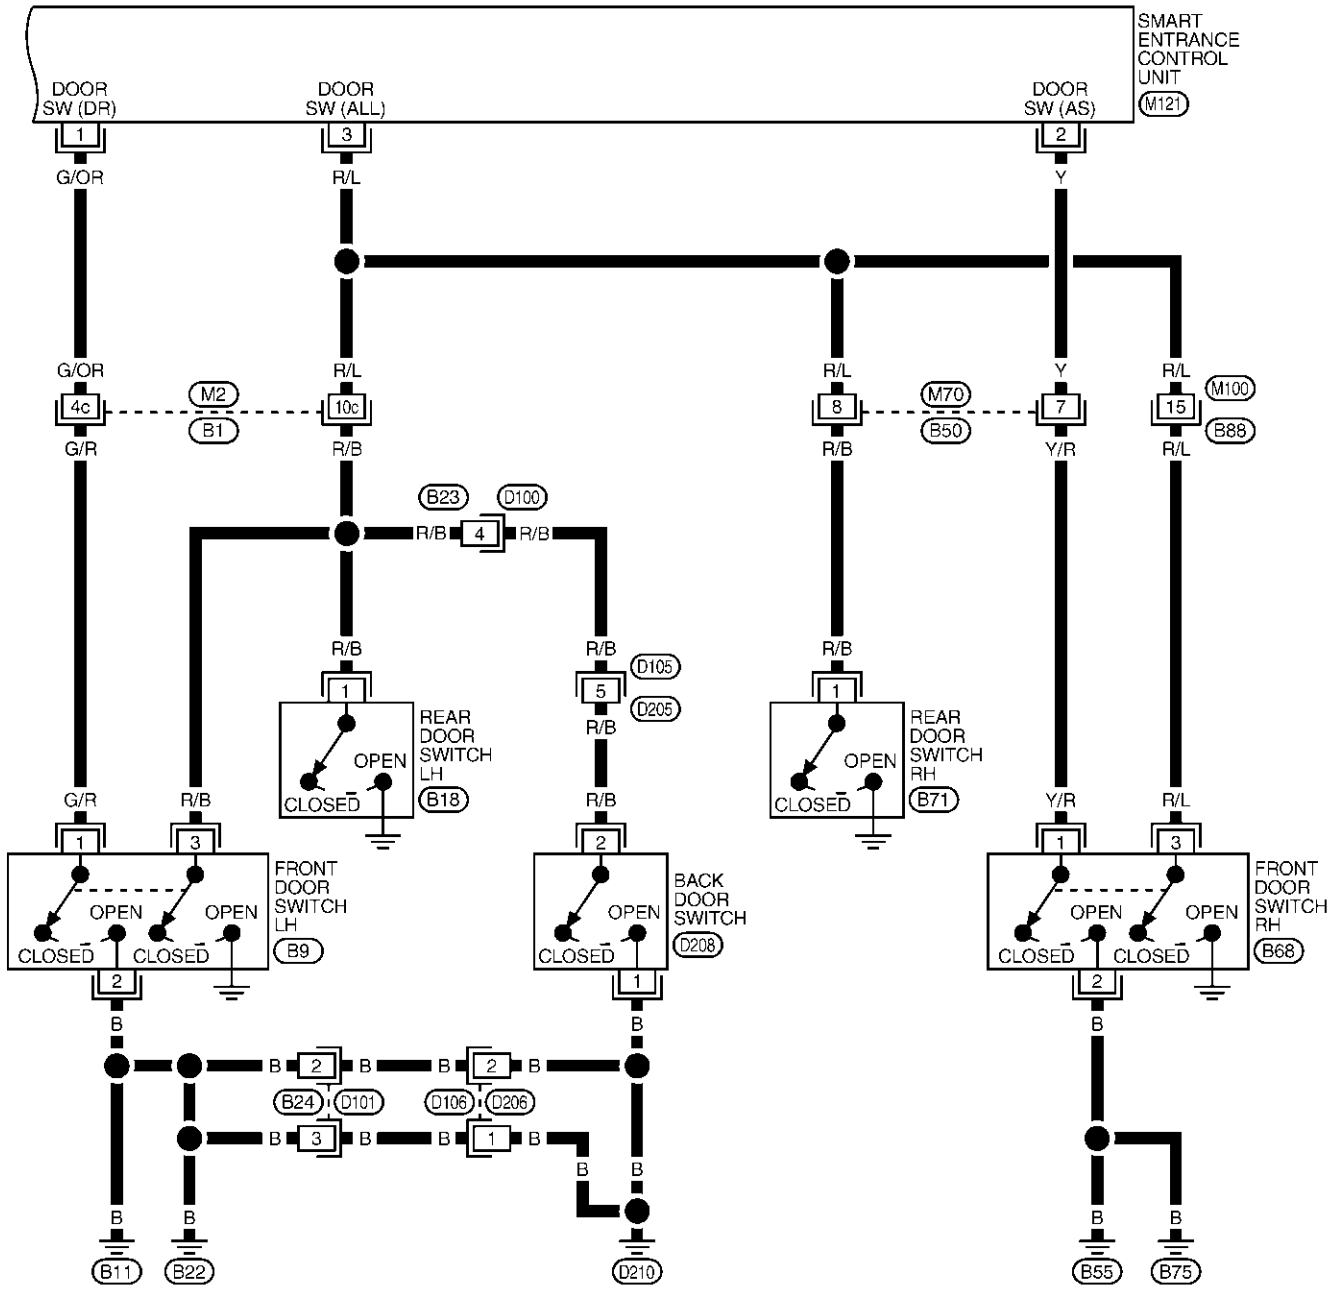 SMART
ENTRANCE
CONTROL
UNIT
M121
DOOR
SW (DR)
DOOR
SW (ALL)
DOOR
SW (AS)
1
3
2
G/OR
R/L
Y
G/OR
R/L
R/L
Y
R/L
M2
M70
M100
4c
10c
8
7
15
B1
B50
B88
G/R
R/B
R/B
Y/R
R/L
B23
D100
R/B
4
R/B
R/B
R/B
R/B
D105
1
5
1
D205
R/B
REAR
DOOR
SWITCH
LH
B18
OPEN
CLOSED
REAR
DOOR
SWITCH
RH
B71
OPEN
CLOSED
G/R
R/B
R/B
Y/R
R/L
1
3
2
1
3
FRONT
DOOR
SWITCH
LH
B9
OPEN
OPEN
CLOSED
CLOSED
BACK
DOOR
SWITCH
D208
OPEN
CLOSED
FRONT
DOOR
SWITCH
RH
B68
OPEN
OPEN
CLOSED
CLOSED
2
1
2
B
B
B
B
2
B
B
2
B
B24
D101
D106
D206
B
3
B
B
1
B
B
B
B
B
B
B
B11
B22
D210
B55
B75